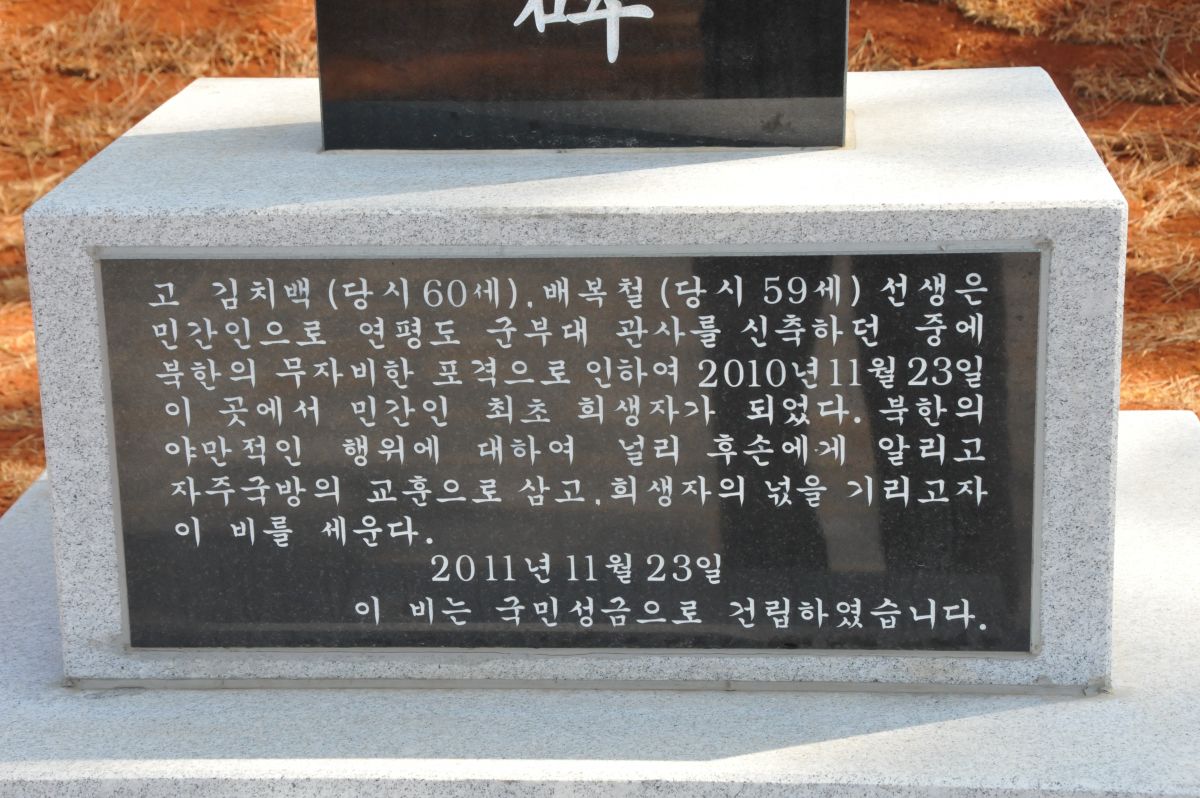 碑
고 김치백(당시 60세), 배복철(당시 59세) 선생은
민간인으로 연평도 군부대 관사를 신축하던 중에
북한의 무자비한 포격으로 인하여 2010년 11월 23일
이 곳에서 민간인 최초 희생자가 되었다. 북한의
야만적인 행위에 대하여 널리 후손에게 알리고
자주국방의 교훈으로 삼고, 희생자의 넋을 기리고자
이 비를 세운다.
2011년 11월 23일
이 비는 국민성금으로 건립하였습니다.